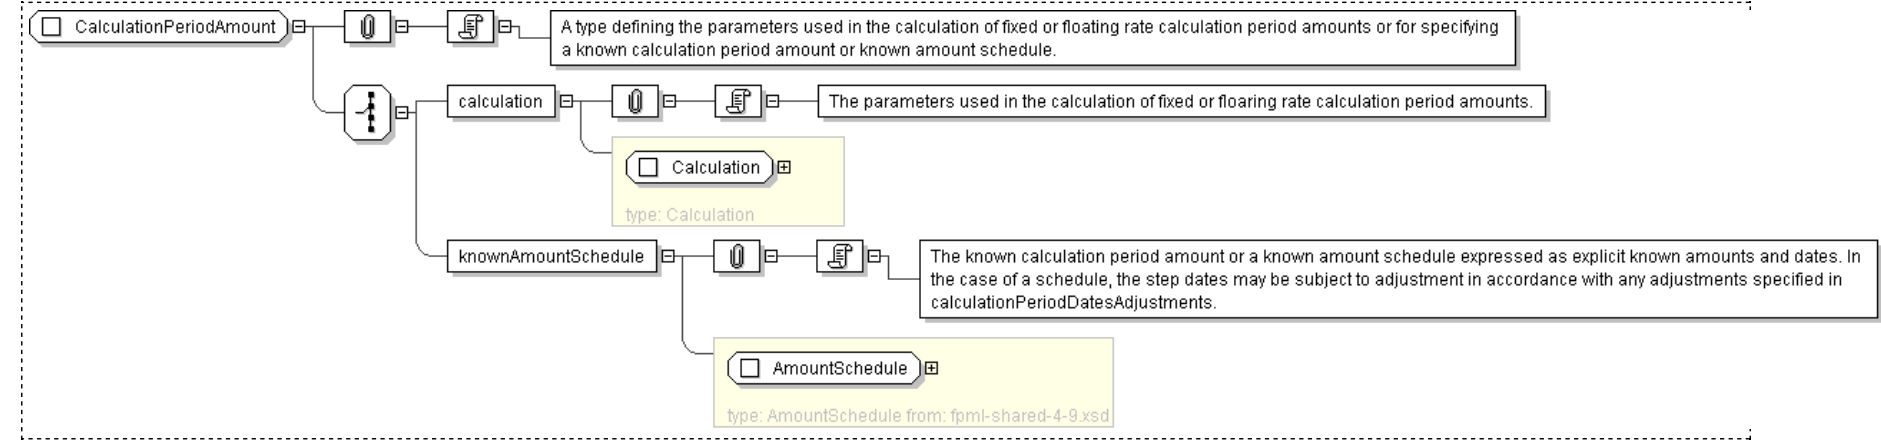 CalculationPeriodAmount
A type defining the parameters used in the calculation of fixed or floating rate calculation period amounts or for specifying
a known calculation period amount or known amount schedule.
calculation
The parameters used in the calculation of fixed or floaring rate calculation period amounts.
Calculation
type: Calculation
knownAmountSchedule
The known calculation period amount or a known amount schedule expressed as explicit known amounts and dates. In
the case of a schedule, the step dates may be subject to adjustment in accordance with any adjustments specified in
calculationPeriodDatesAdjustments.
AmountSchedule
type: AmountSchedule from: fpml-shared-4-9.xsd